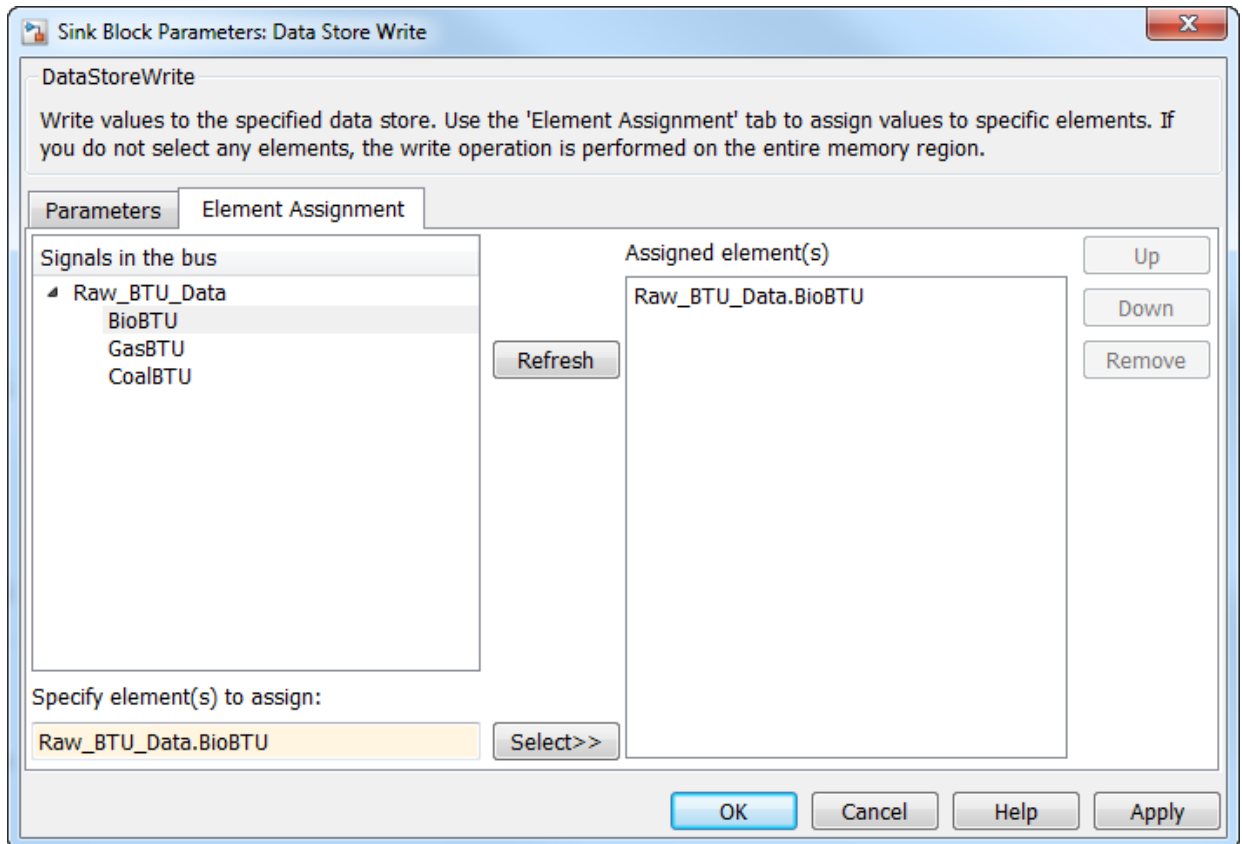 Sink Block Parameters: Data Store Write
DataStoreWrite
Write values to the specified data store. Use the 'Element Assignment' tab to assign values to specific elements. If
you do not select any elements, the write operation is performed on the entire memory region.
Parameters
Element Assignment
Signals in the bus
Raw_BTU_Data
BioBTU
GasBTU
CoalBTU
Refresh
Assigned element(s)
Raw_BTU_Data.BioBTU
Up
Down
Remove
Specify element(s) to assign:
Raw_BTU_Data.BioBTU
Select>>
OK
Cancel
Help
Apply